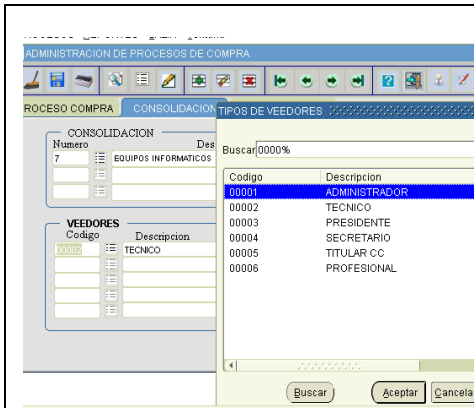 ADMINISTRACION DE PROCESOS DE COMPRA
ROCESO COMPRA CONSOLIDACION
TIPOS DE VEEDORES
CONSOLIDACION
Numero Des
7 EQUIPOS INFORMATICOS
VEEDORES
Codigo Descripcion
00002 TECNICO
Buscar 0000%
Codigo Descripcion
00001 ADMINISTRADOR
00002 TECNICO
00003 PRESIDENTE
00004 SECRETARIO
00005 TITULAR CC
00006 PROFESIONAL
Buscar Aceptar Cancela